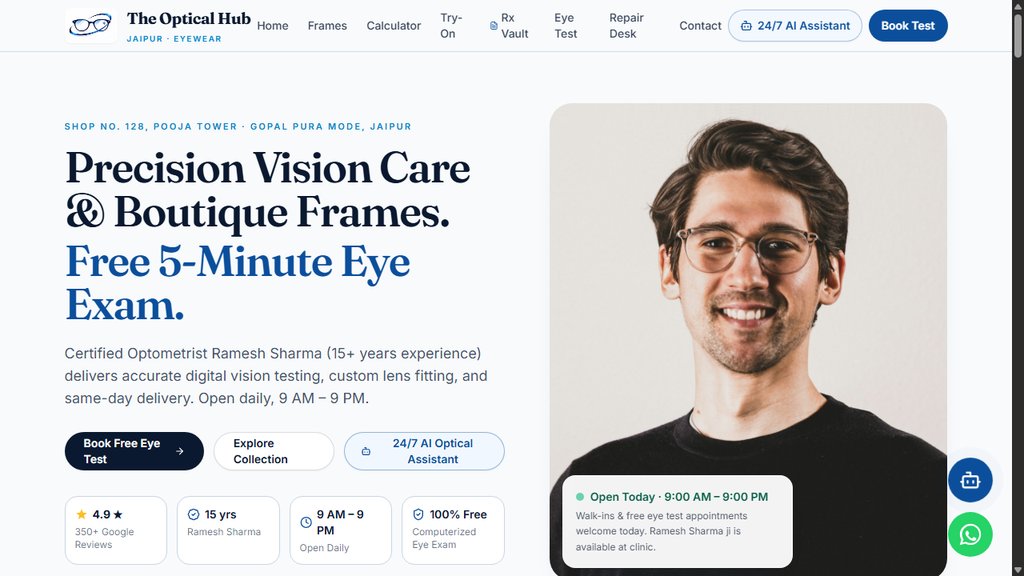 The Optical Hub
JAIPUR · EYEWEAR
Home
Frames
Calculator
Try-
On
Rx
Vault
Eye
Test
Repair
Desk
Contact
24/7 AI Assistant
Book Test
SHOP NO. 128, POOJA TOWER · GOPAL PURA MODE, JAIPUR
Precision Vision Care
& Boutique Frames.
Free 5-Minute Eye
Exam.
Certified Optometrist Ramesh Sharma (15+ years experience)
delivers accurate digital vision testing, custom lens fitting, and
same-day delivery. Open daily, 9 AM – 9 PM.
Book Free Eye
Test →
Explore
Collection
24/7 AI Optical
Assistant
4.9 ★
350+ Google
Reviews
15 yrs
Ramesh Sharma
9 AM – 9
PM
Open Daily
100% Free
Computerized
Eye Exam
Open Today · 9:00 AM – 9:00 PM
Walk-ins & free eye test appointments
welcome today. Ramesh Sharma ji is
available at clinic.